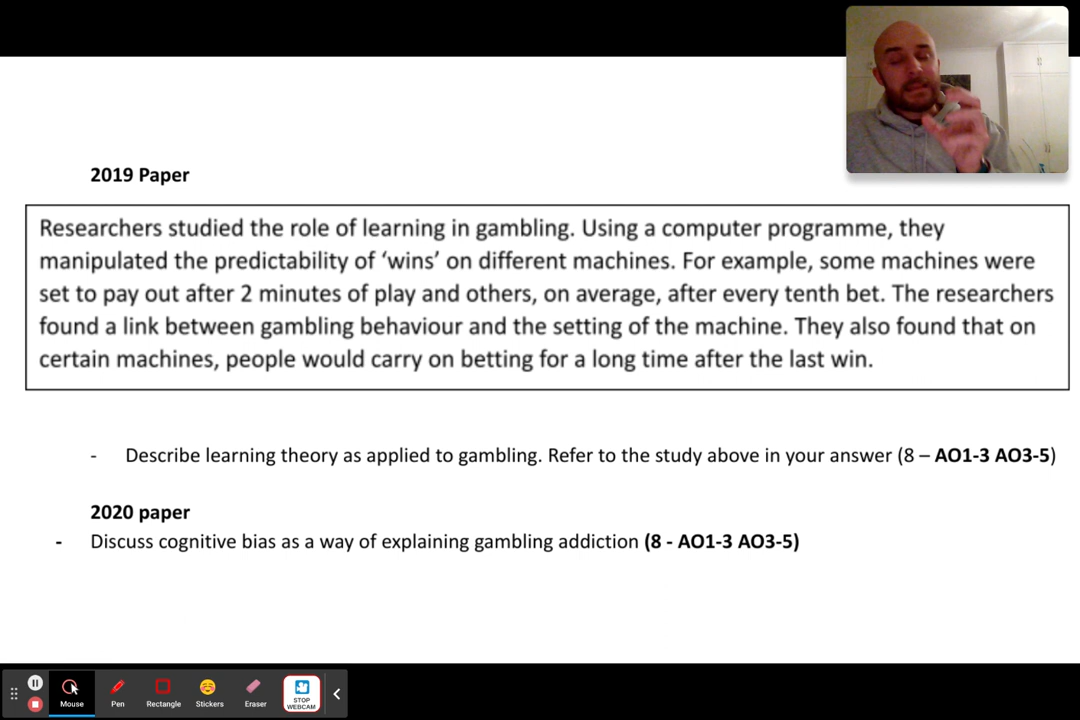 2019 Paper
Researchers studied the role of learning in gambling. Using a computer programme, they
manipulated the predictability of ‘wins’ on different machines. For example, some machines were
set to pay out after 2 minutes of play and others, on average, after every tenth bet. The researchers
found a link between gambling behaviour and the setting of the machine. They also found that on
certain machines, people would carry on betting for a long time after the last win.
- Describe learning theory as applied to gambling. Refer to the study above in your answer (8 – AO1-3 AO3-5)
2020 paper
- Discuss cognitive bias as a way of explaining gambling addiction (8 - AO1-3 AO3-5)
Mouse
Pen
Rectangle
Stickers
Eraser
STOP
WEBCAM